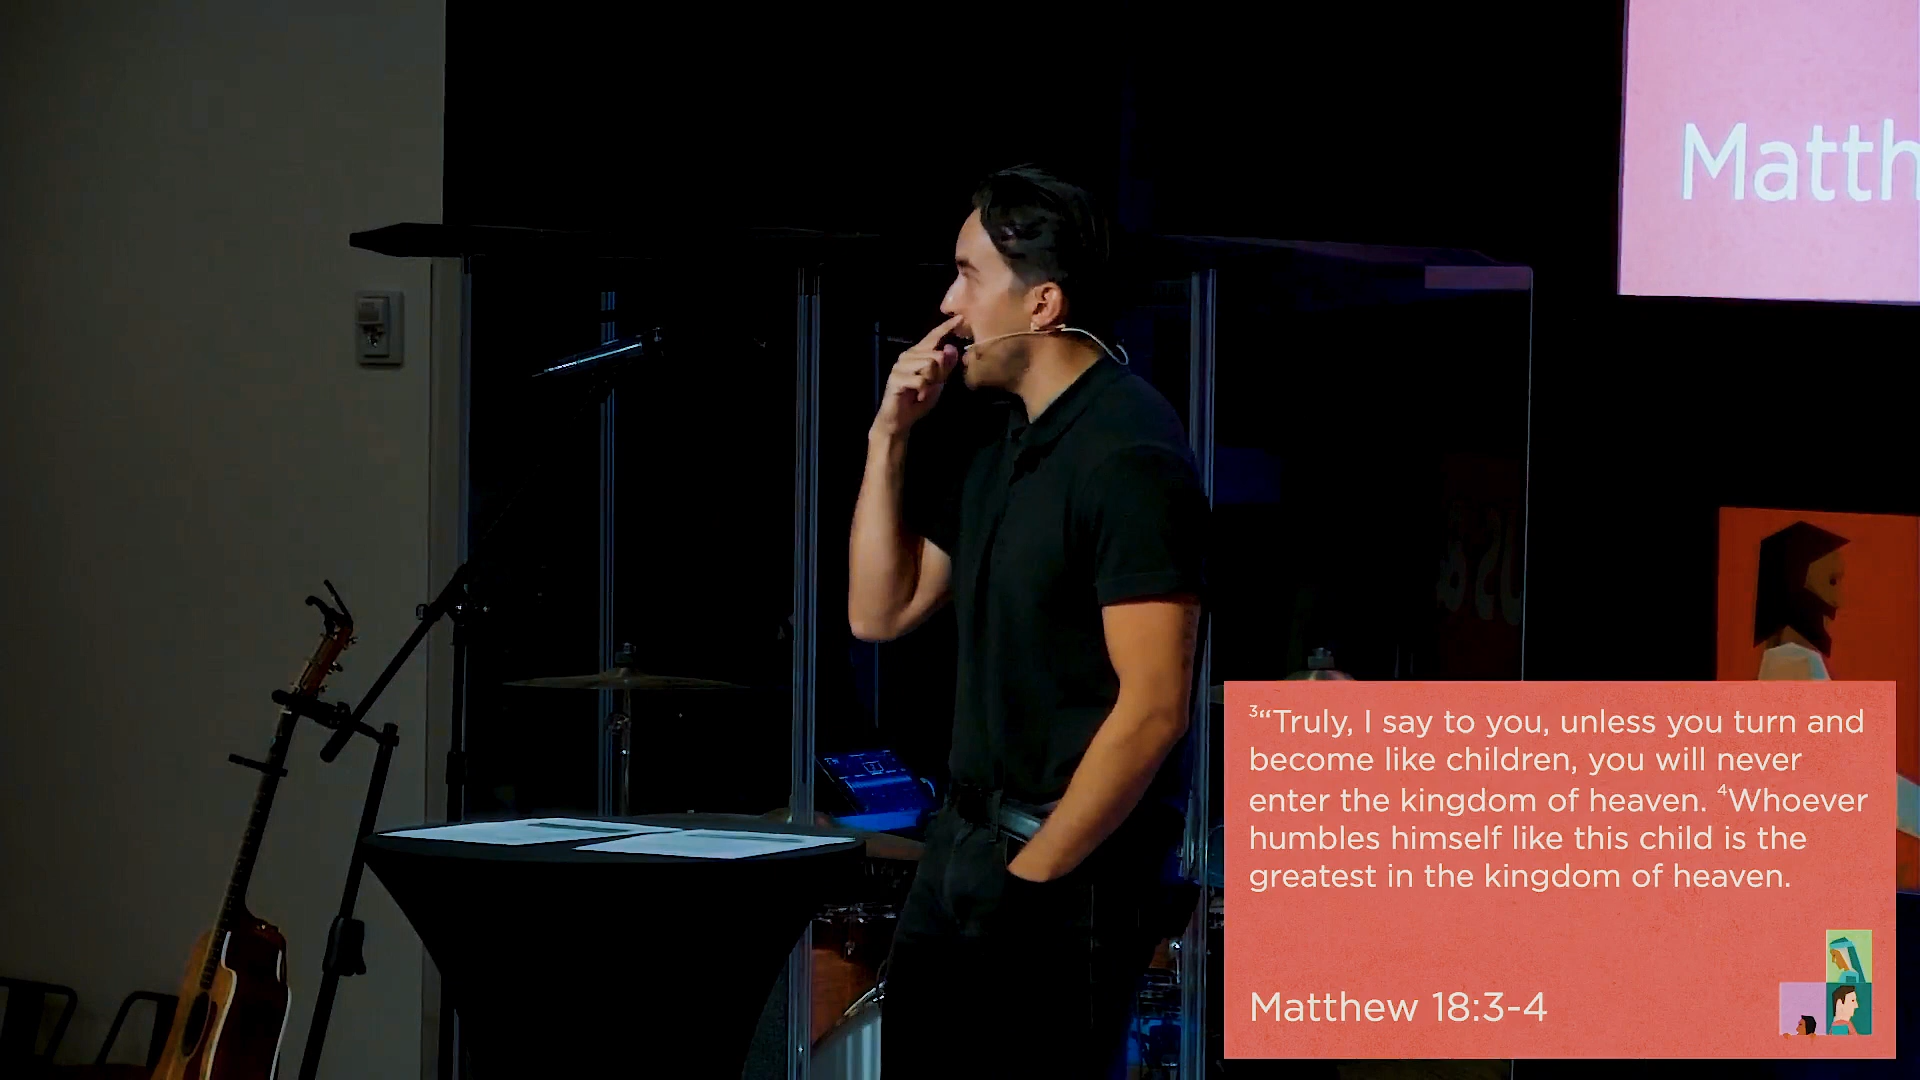 Matth
³“Truly, I say to you, unless you turn and
become like children, you will never
enter the kingdom of heaven. ⁴Whoever
humbles himself like this child is the
greatest in the kingdom of heaven.
Matthew 18:3-4